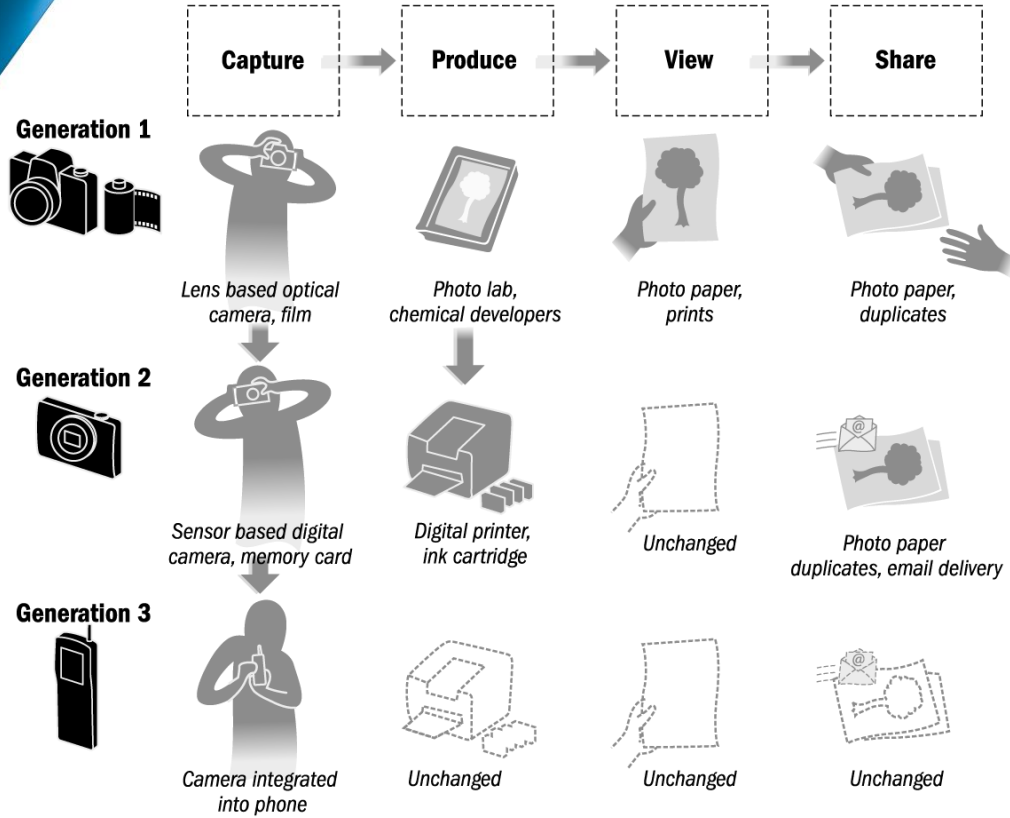 Capture
Produce
View
Share
Generation 1
Lens based optical
camera, film
Photo lab,
chemical developers
Photo paper,
prints
Photo paper,
duplicates
Generation 2
Sensor based digital
camera, memory card
Digital printer,
ink cartridge
Unchanged
@
Photo paper
duplicates, email delivery
Generation 3
Camera integrated
into phone
Unchanged
Unchanged
@
Unchanged